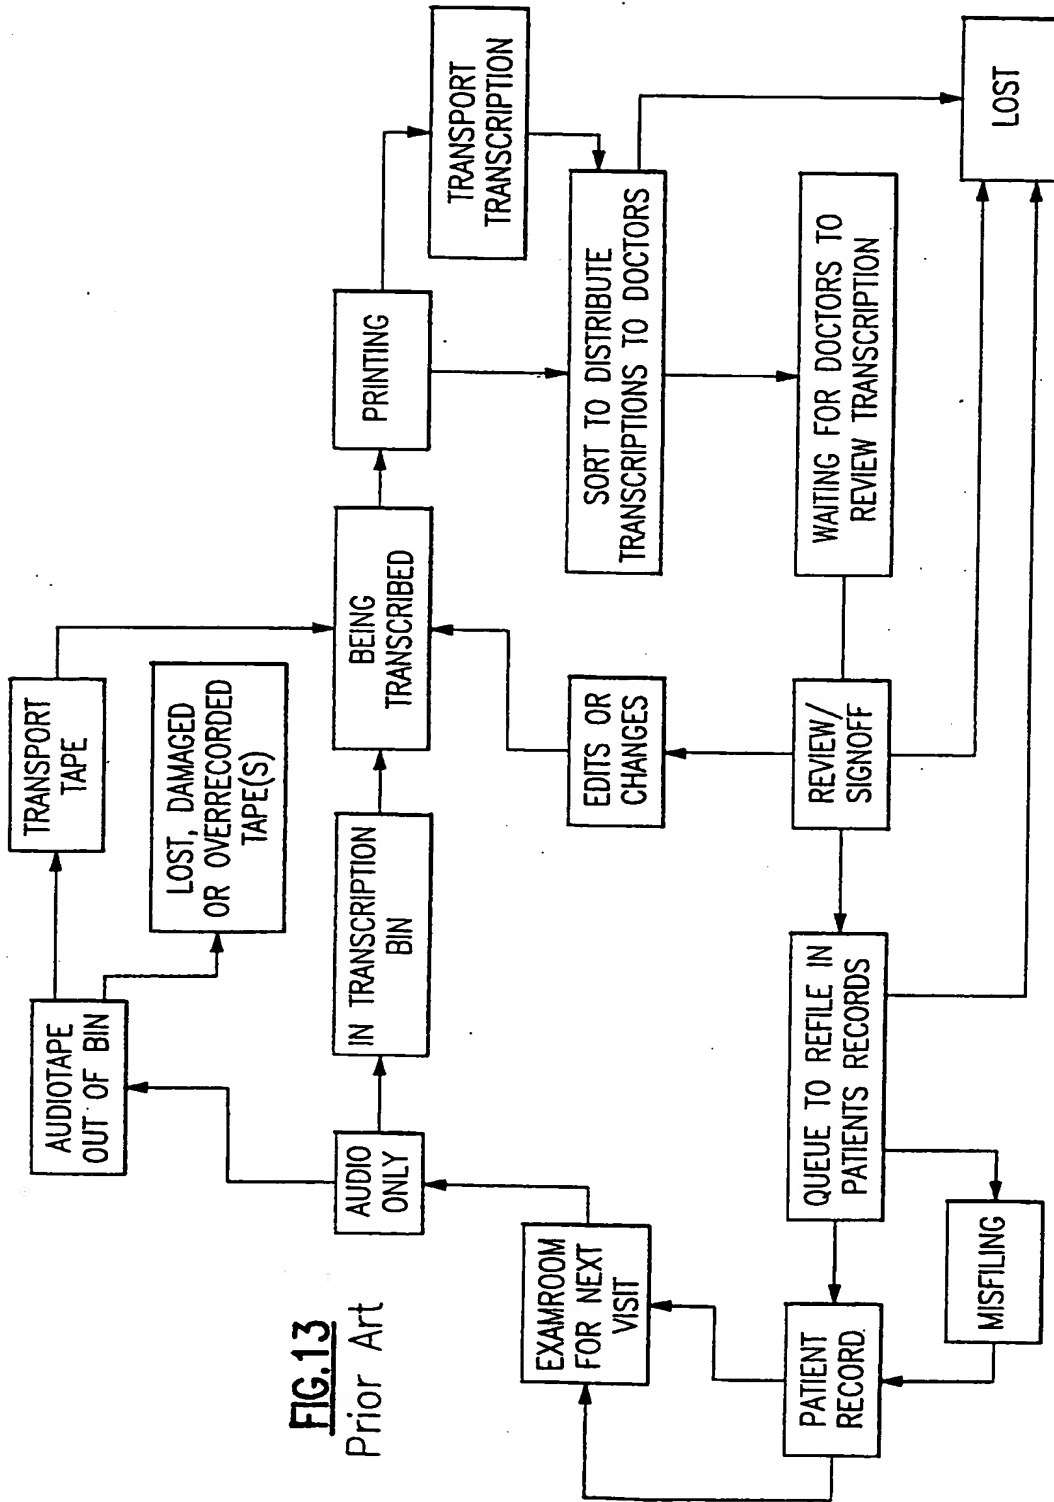 FIG.13
Prior Art
AUDIOTAPE
OUT OF BIN
TRANSPORT
TAPE
LOST, DAMAGED
OR OVERRECORDED
TAPE(S)
AUDIO
ONLY
IN TRANSCRIPTION
BIN
BEING
TRANSCRIBED
PRINTING
TRANSPORT
TRANSCRIPTION
EXAMROOM
FOR NEXT
VISIT
EDITS OR
CHANGES
SORT TO DISTRIBUTE
TRANSCRIPTIONS TO DOCTORS
PATIENT
RECORD.
QUEUE TO REFILE IN
PATIENTS RECORDS
REVIEW/
SIGNOFF
WAITING FOR DOCTORS TO
REVIEW TRANSCRIPTION
MISFILING
LOST